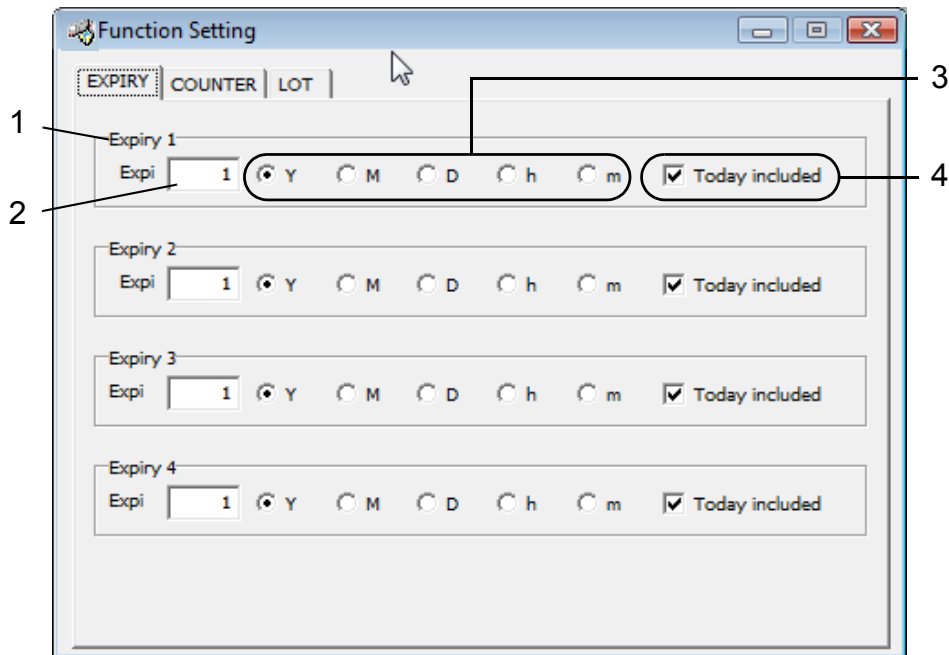 Function Setting
EXPIRY COUNTER LOT
3
1
Expiry 1
Expi 1 Y M D h m Today included
4
2
Expiry 2
Expi 1 Y M D h m Today included
Expiry 3
Expi 1 Y M D h m Today included
Expiry 4
Expi 1 Y M D h m Today included